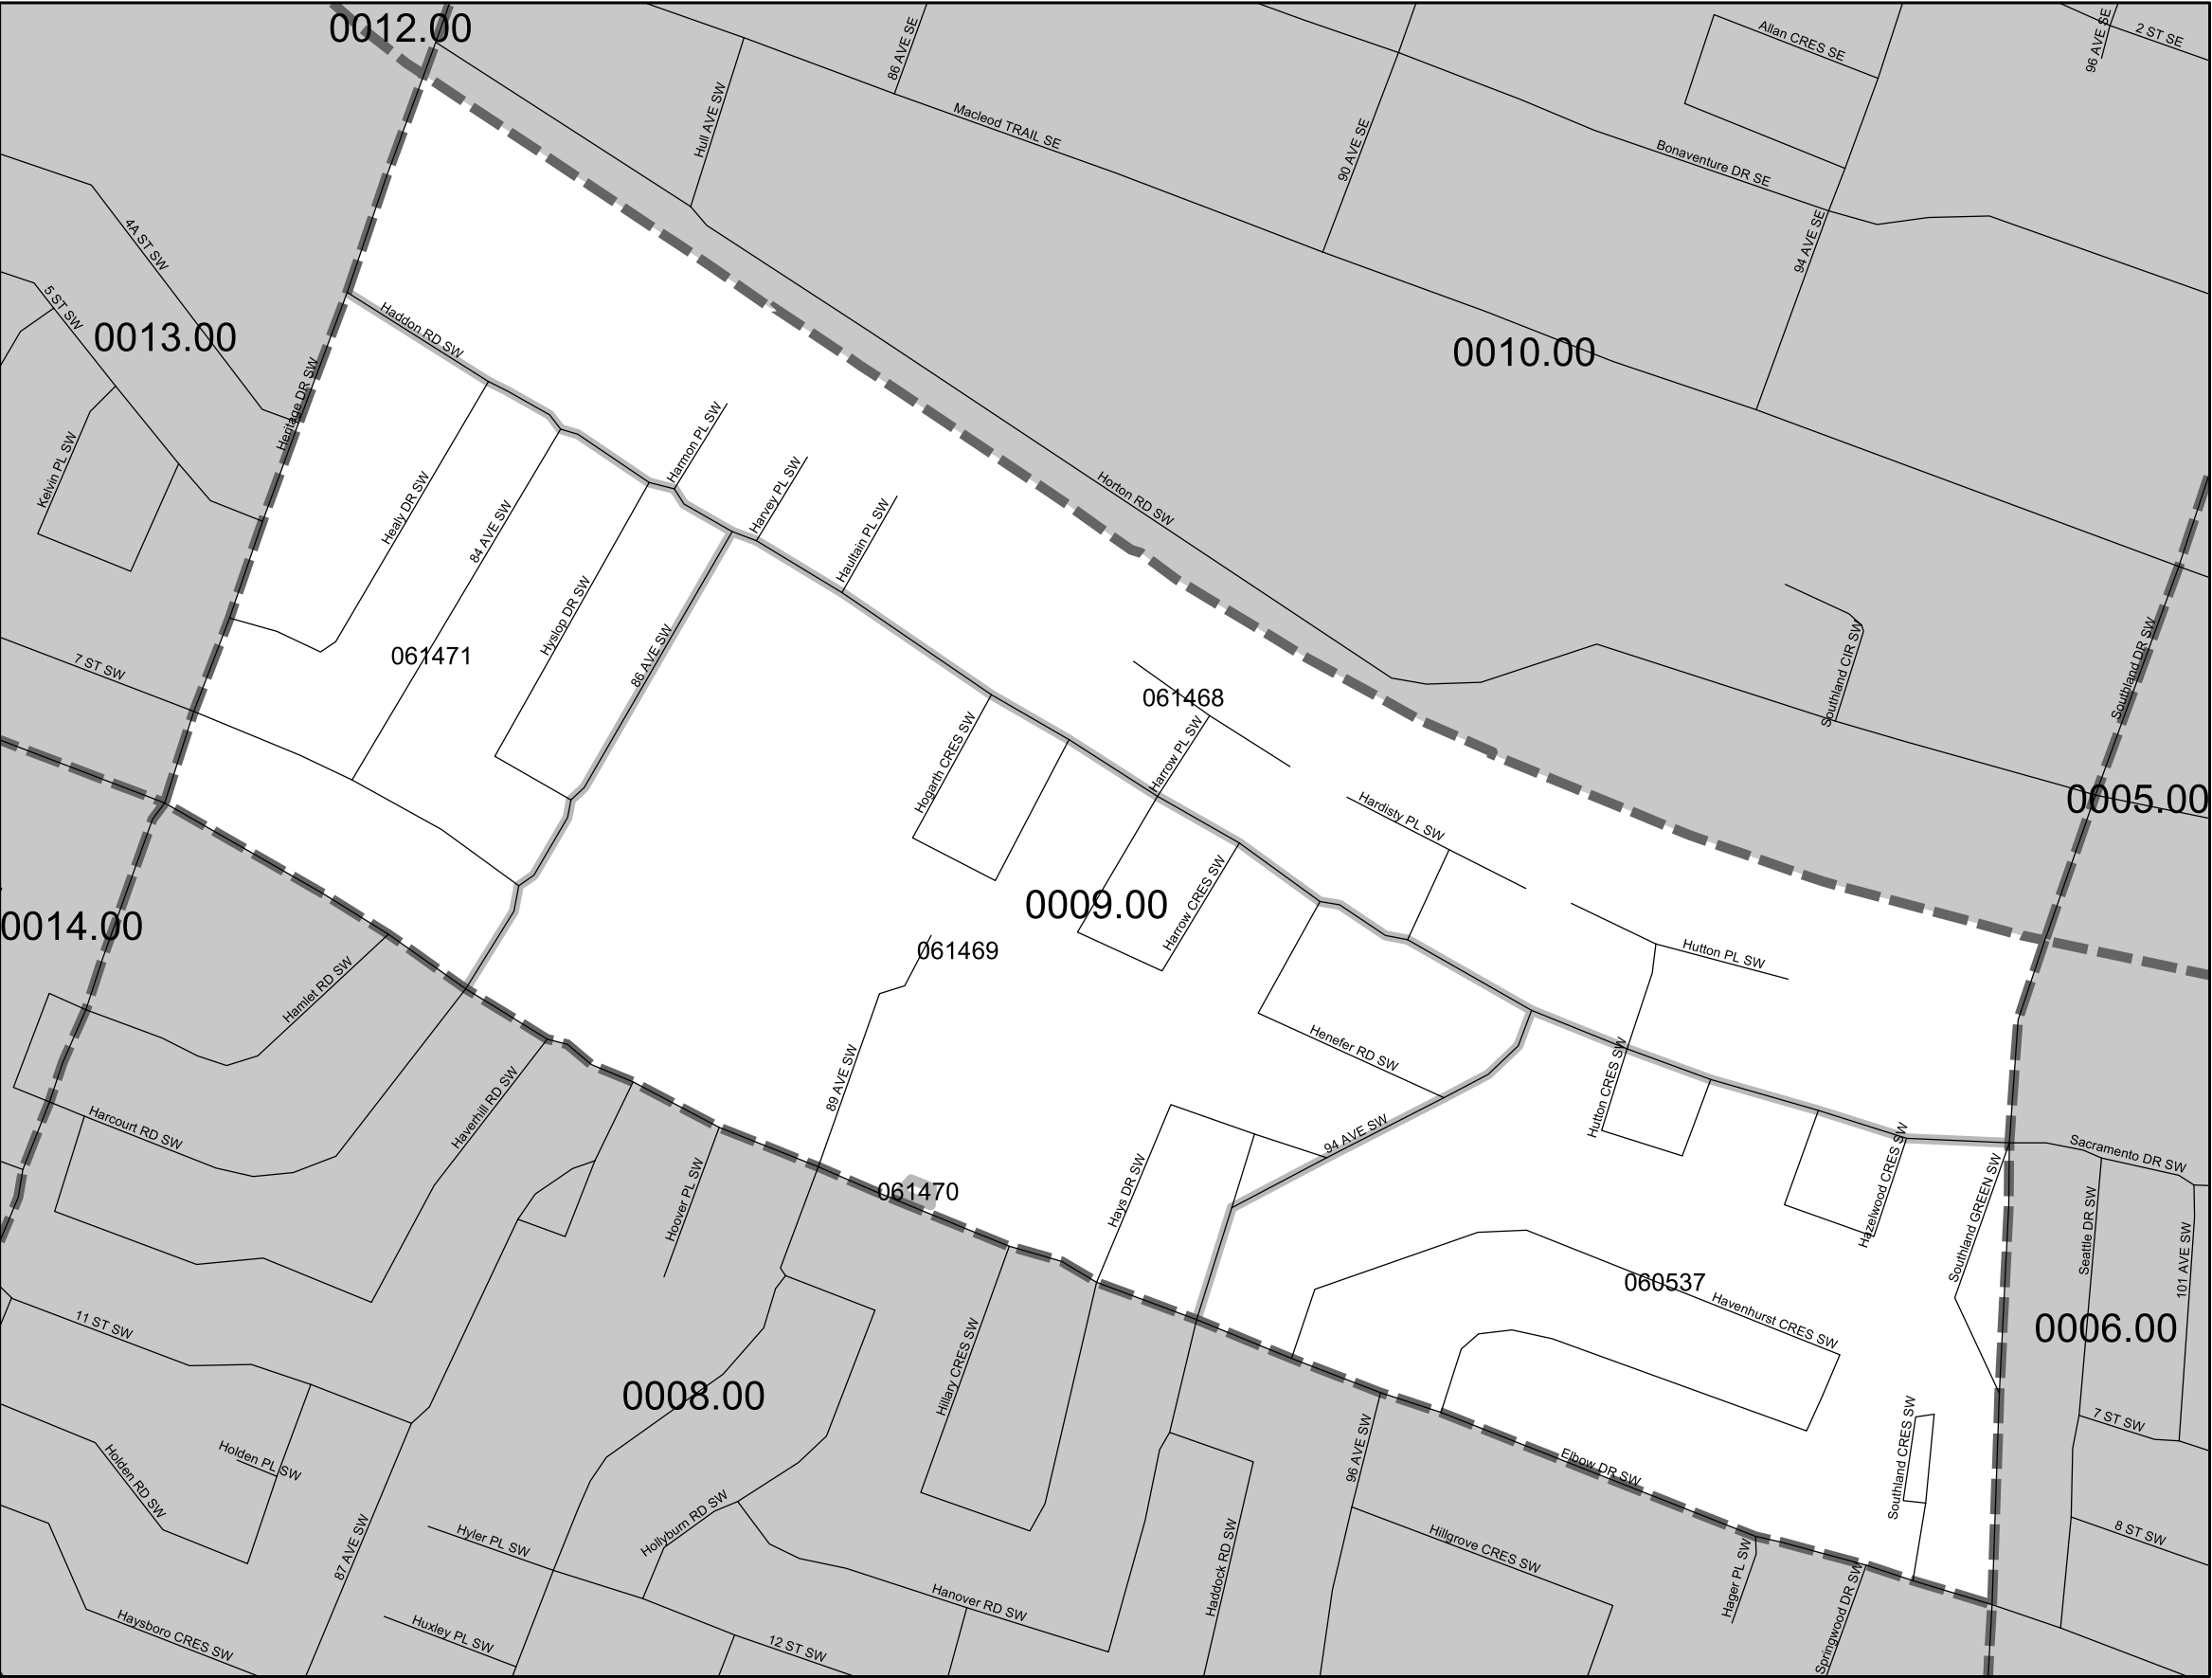 0012.00
86 AVE SE
Allan CRES SE
96 AVE SE
2 ST SE
Hull AVE SW
Macleod TRAIL SE
90 AVE SE
Bonaventure DR SE
4A ST SW
94 AVE SE
5 ST SW
0013.00
Haddon RD SW
0010.00
Heritage DR SW
Kelvin PL SW
Healy DR SW
84 AVE SW
Harmon PL SW
Harvey PL SW
Haultain PL SW
Horton RD SW
Hyslop DR SW
86 AVE SW
061471
7 ST SW
061468
Southland CIR SW
Southland DR SW
Hogarth CRES SW
Harrow PL SW
Hardisty PL SW
0005.00
0014.00
0009.00
Harrow CRES SW
061469
Hutton PL SW
Hamlet RD SW
Henefer RD SW
89 AVE SW
Hutton CRES SW
Harcourt RD SW
Haverhill RD SW
94 AVE SW
Hazelwood CRES SW
Sacramento DR SW
061470
Hoover PL SW
Hays DR SW
Southland GREEN SW
Seattle DR SW
101 AVE SW
060537
Havenhurst CRES SW
11 ST SW
0006.00
0008.00
Hillary CRES SW
7 ST SW
Holden RD SW
Holden PL SW
96 AVE SW
Elbow DR SW
Southland CRES SW
87 AVE SW
Hyler PL SW
Hollyburn RD SW
Haddock RD SW
Hillgrove CRES SW
8 ST SW
Hager PL SW
Springwood DR SW
Haysboro CRES SW
Huxley PL SW
Hanover RD SW
12 ST SW